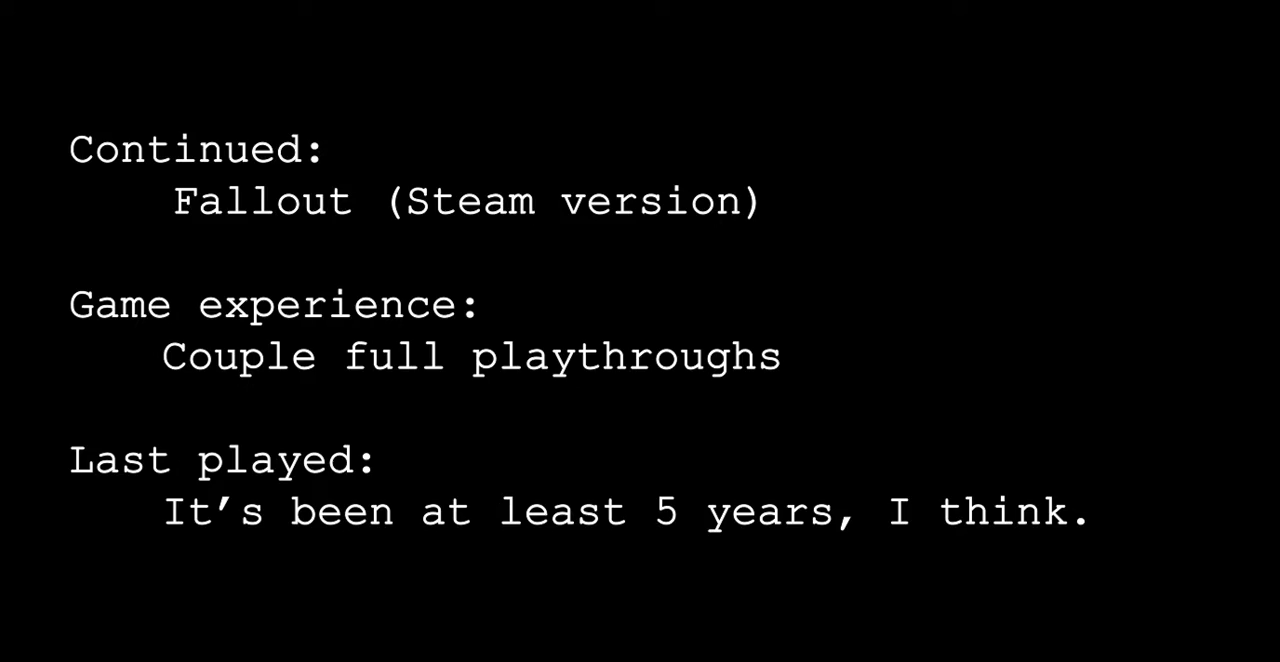 Continued:
Fallout (Steam version)
Game experience:
Couple full playthroughs
Last played:
It’s been at least 5 years, I think.